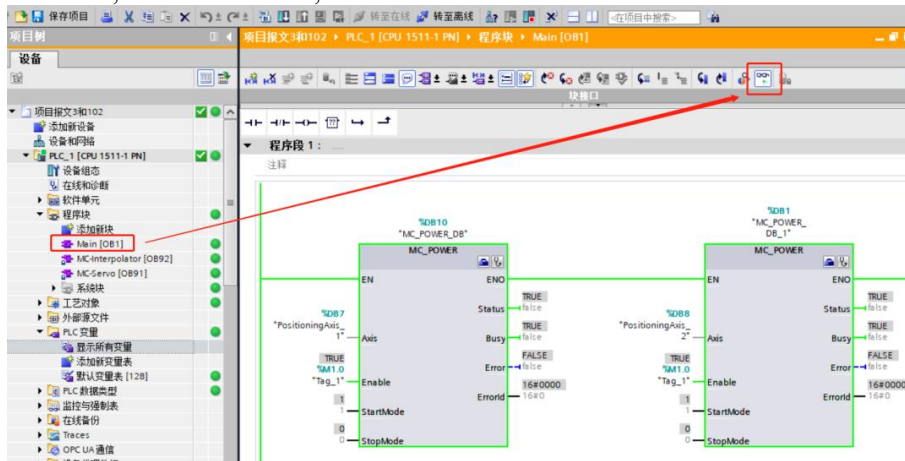 保存项目
转至在线
转至离线
<在项目中搜索>
项目树
项目报文3和102 ▸ PLC_1 [CPU 1511-1 PN] ▸ 程序块 ▸ Main [OB1]
设备
块接口
项目报文3和102
添加新设备
设备和网络
PLC_1 [CPU 1511-1 PN]
设备组态
在线和诊断
软件单元
程序块
添加新块
Main [OB1]
MC-Interpolator [OB92]
MC-Servo [OB91]
系统块
工艺对象
外部源文件
PLC 变量
显示所有变量
添加新变量表
默认变量表 [128]
PLC 数据类型
监控与强制表
在线备份
Traces
OPC UA 通信
程序段 1：
注释
%DB10
"MC_POWER_DB"
MC_POWER
EN
ENO
TRUE
Status
false
%DB7
"PositioningAxis_
1"
Axis
TRUE
Busy
false
TRUE
%M1.0
"Tag_1"
Enable
FALSE
Error
false
16#0000
ErrorId
16#0
1
1
StartMode
0
0
StopMode
%DB1
"MC_POWER_
DB_1"
MC_POWER
EN
ENO
TRUE
Status
false
%DB8
"PositioningAxis_
2"
Axis
TRUE
Busy
false
TRUE
%M1.0
"Tag_1"
Enable
FALSE
Error
false
16#0000
ErrorId
16#0
1
1
StartMode
0
0
StopMode